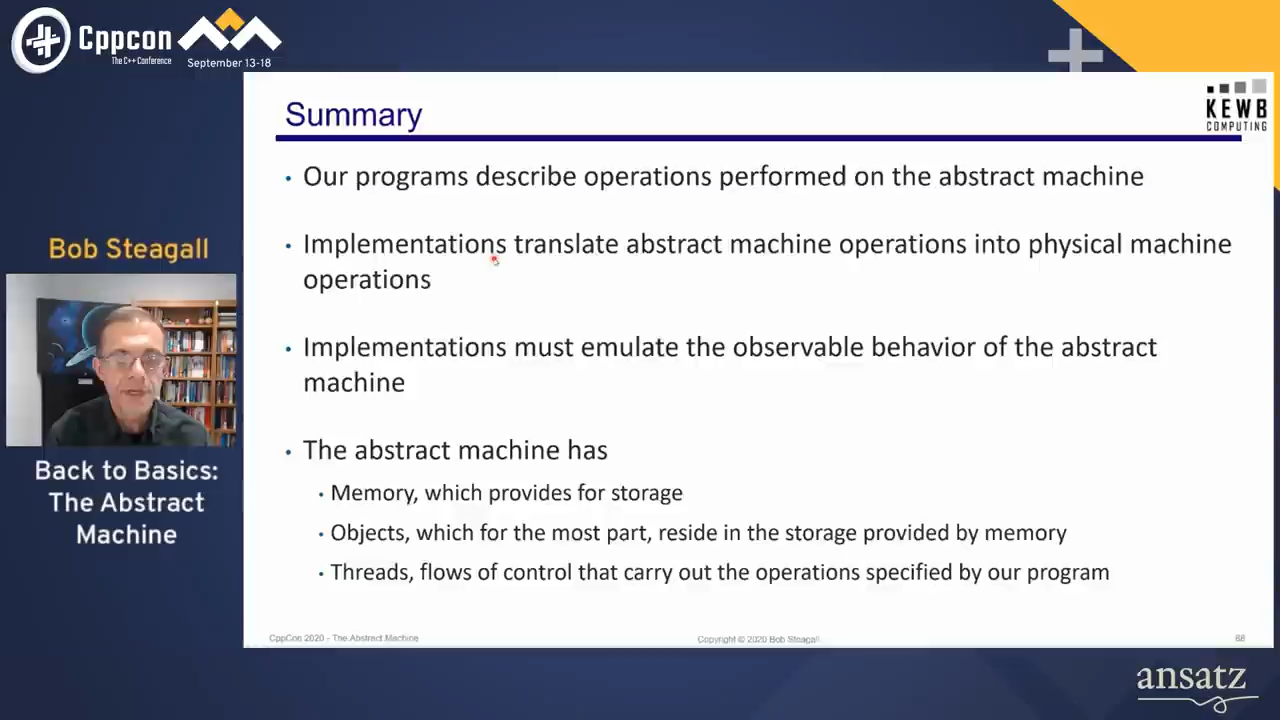 Cppcon
The C++ Conference
September 13-18
KEWB
COMPUTING
Summary
• Our programs describe operations performed on the abstract machine
• Implementations translate abstract machine operations into physical machine
operations
• Implementations must emulate the observable behavior of the abstract
machine
• The abstract machine has
• Memory, which provides for storage
• Objects, which for the most part, reside in the storage provided by memory
• Threads, flows of control that carry out the operations specified by our program
CppCon 2020 - The Abstract Machine
Copyright © 2020 Bob Steagall
68
Bob Steagall
Back to Basics:
The Abstract
Machine
ansatz